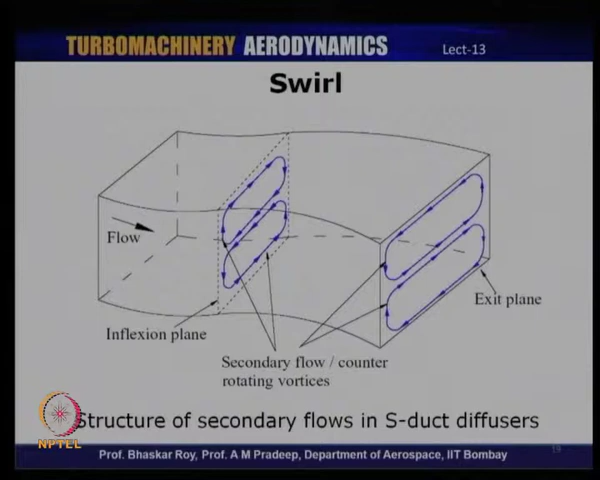 TURBOMACHINERY AERODYNAMICS Lect-13
Swirl
Flow
Exit plane
Inflexion plane
Secondary flow / counter
rotating vortices
Structure of secondary flows in S-duct diffusers
NPTEL
Prof. Bhaskar Roy, Prof. A M Pradeep, Department of Aerospace, IIT Bombay
19